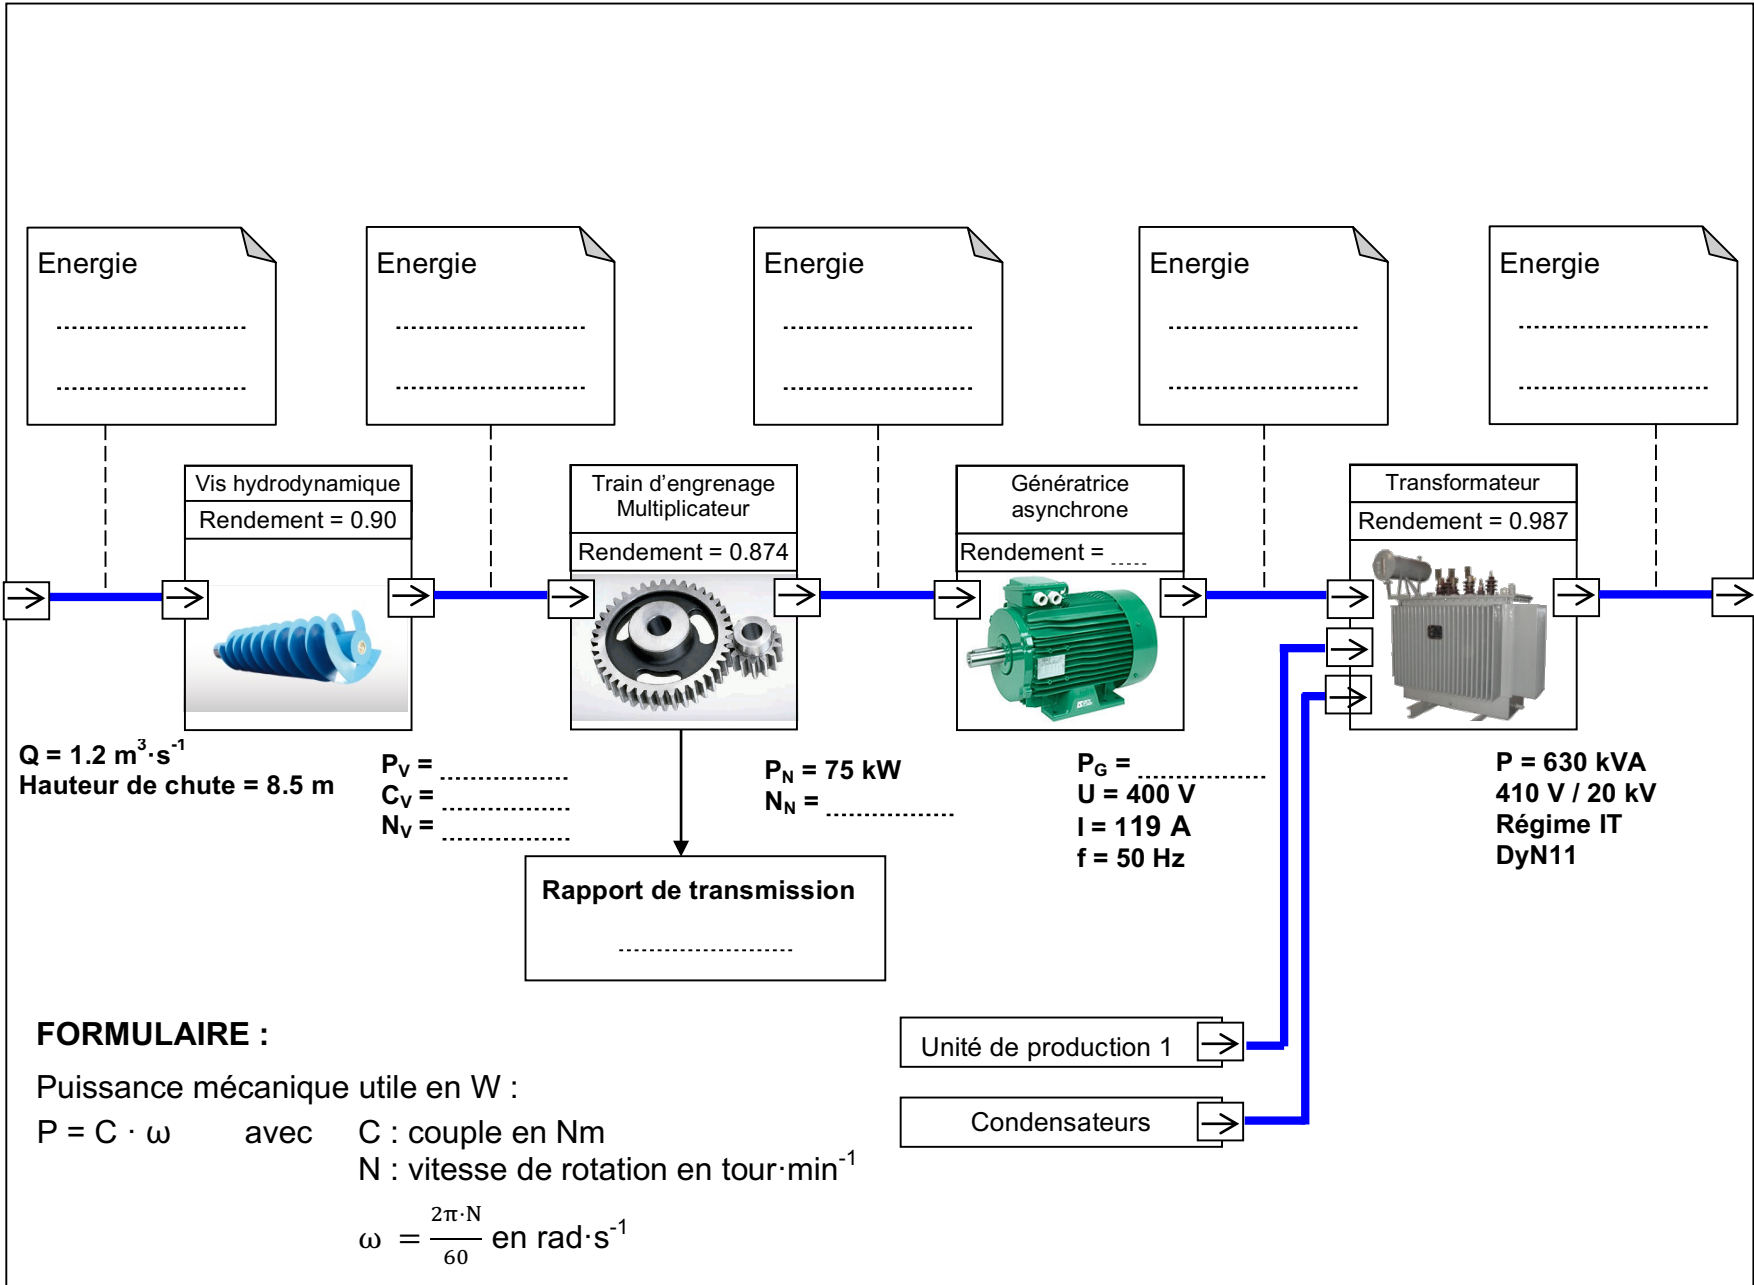 Energie
..............................
..............................
Energie
..............................
..............................
Energie
..............................
..............................
Energie
..............................
..............................
Energie
..............................
..............................
Vis hydrodynamique
Rendement = 0.90
Train d’engrenage
Multiplicateur
Rendement = 0.874
Génératrice
asynchrone
Rendement = .....
Transformateur
Rendement = 0.987
Q = 1.2 m³·s⁻¹
Hauteur de chute = 8.5 m
P_V = ....................
C_V = ....................
N_V = ....................
P_N = 75 kW
N_N = ....................
P_G = ....................
U = 400 V
I = 119 A
f = 50 Hz
P = 630 kVA
410 V / 20 kV
Régime IT
DyN11
Rapport de transmission
...........................
Unité de production 1
Condensateurs
FORMULAIRE :
Puissance mécanique utile en W :
P = C · ω avec C : couple en Nm
N : vitesse de rotation en tour·min⁻¹
ω = 2π·N/60 en rad·s⁻¹